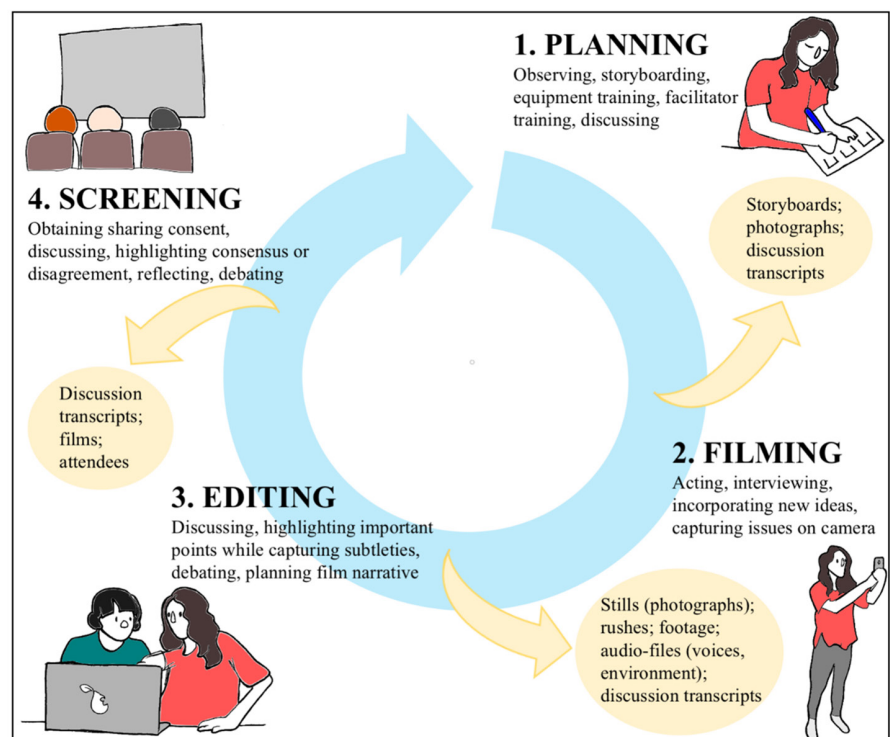 1. PLANNING
Observing, storyboarding,
equipment training, facilitator
training, discussing
Storyboards;
photographs;
discussion
transcripts
2. FILMING
Acting, interviewing,
incorporating new ideas,
capturing issues on camera
Stills (photographs);
rushes; footage;
audio-files (voices,
environment);
discussion transcripts
3. EDITING
Discussing, highlighting important
points while capturing subtleties,
debating, planning film narrative
4. SCREENING
Obtaining sharing consent,
discussing, highlighting consensus or
disagreement, reflecting, debating
Discussion
transcripts;
films;
attendees